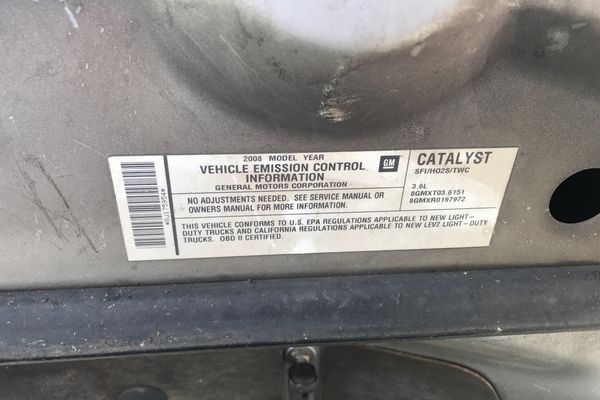 2008 MODEL YEAR
VEHICLE EMISSION CONTROL
INFORMATION
GENERAL MOTORS CORPORATION
GM
NO ADJUSTMENTS NEEDED. SEE SERVICE MANUAL OR
OWNERS MANUAL FOR MORE INFORMATION.
CATALYST
SFI/HO2S/TWC
3.6L
8GMXT03.6151
8GMXR0197972
THIS VEHICLE CONFORMS TO U.S. EPA REGULATIONS APPLICABLE TO NEW LIGHT-
DUTY TRUCKS AND CALIFORNIA REGULATIONS APPLICABLE TO NEW LEV2 LIGHT-DUTY
TRUCKS. OBD II CERTIFIED.